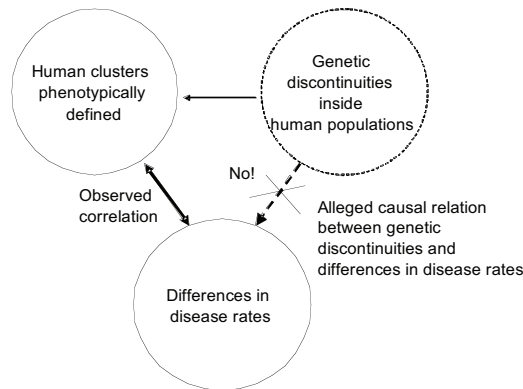 Human clusters
phenotypically
defined
Genetic
discontinuities
inside
human populations
No!
Observed
correlation
Alleged causal relation
between genetic
discontinuities and
differences in disease rates
Differences in
disease rates